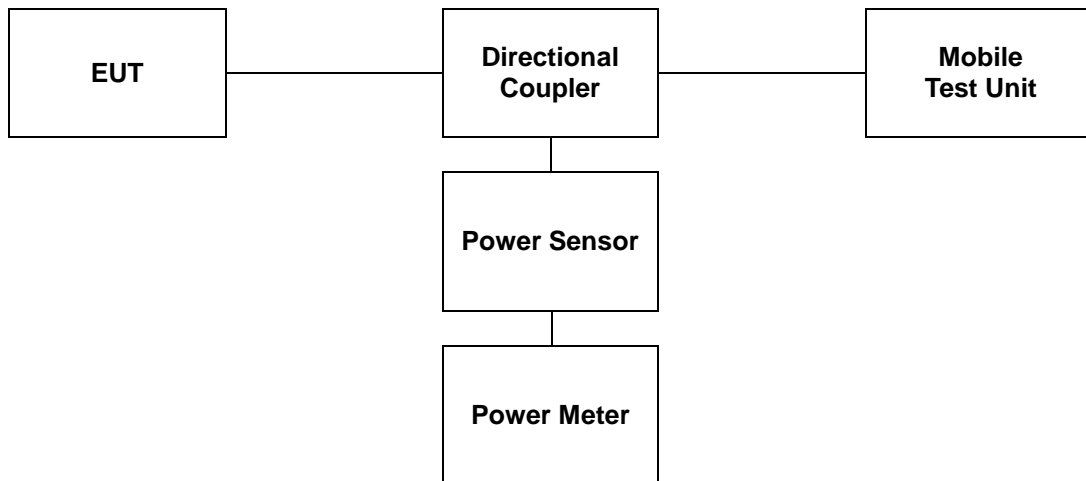 EUT
Directional
Coupler
Mobile
Test Unit
Power Sensor
Power Meter